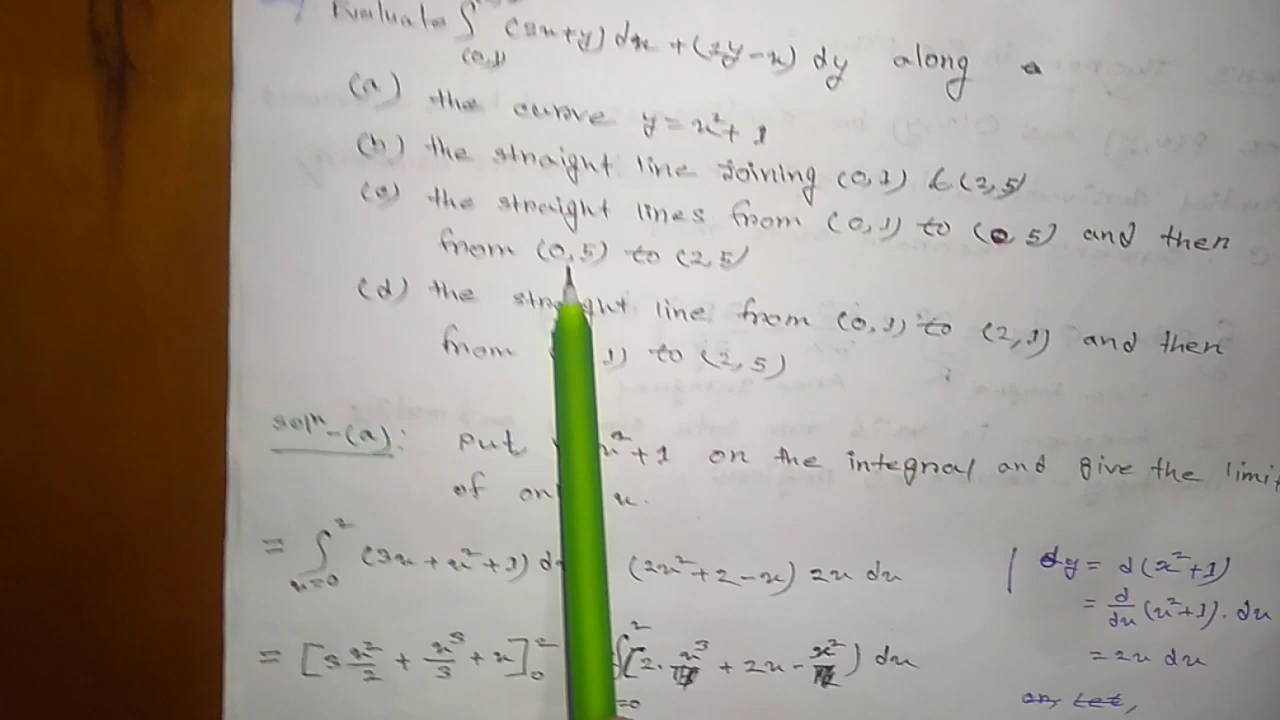 Evaluate ∫ (3x+y) dx + (2y-x) dy along a
(0,1)
(a) the curve y = x²+1
(b) the straight line joining (0,1) & (2,5)
(c) the straight lines from (0,1) to (0 5) and then
from (0,5) to (2,5)
(d) the straight line from (0,1) to (2,1) and then
from 1) to (2,5)
Solⁿ-(a): Put x²+1 on the integral and give the limit
of x.
= ∫²ₓ₌₀ (3x + x²+1) (2x²+2-x) 2x dx
dy = d(x²+1)
= d/dx (x²+1). dx
= [3 x²/2 + x³/3 + x]₀² ∫² [2. x³ + 2x - x² ) dx
=0
= 2x dx
or, Let,